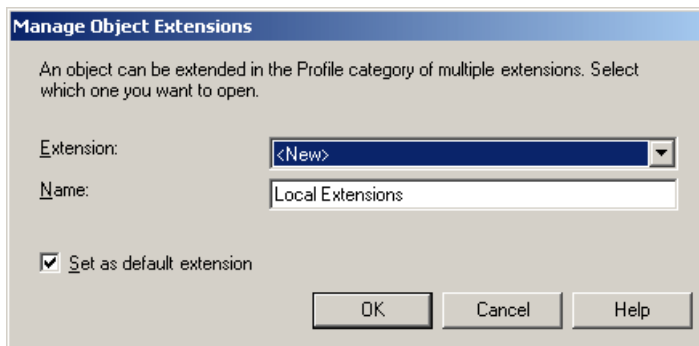 Manage Object Extensions
An object can be extended in the Profile category of multiple extensions. Select
which one you want to open.
Extension:
<New>
Name:
Local Extensions
Set as default extension
OK Cancel Help